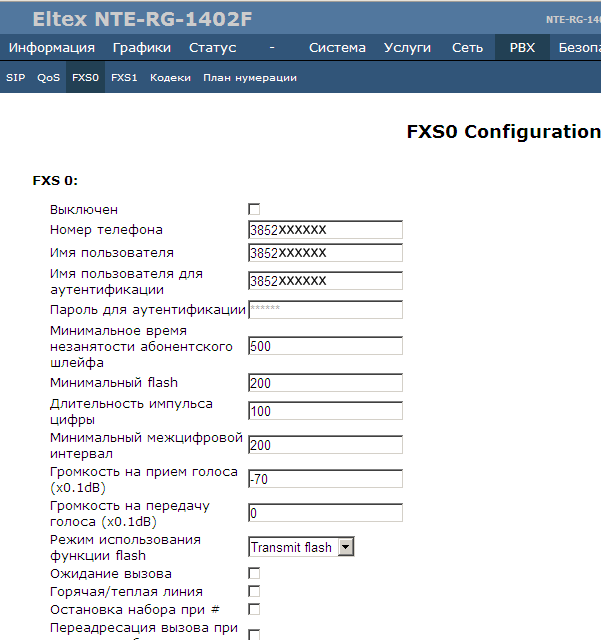 Eltex NTE-RG-1402F
NTE-RG-140
Информация Графики Статус - Система Услуги Сеть PBX Безопа
SIP QoS FXS0 FXS1 Кодеки План нумерации
FXS0 Configuration
FXS 0:
Выключен
Номер телефона 3852XXXXXX
Имя пользователя 3852XXXXXX
Имя пользователя для
аутентификации 3852XXXXXX
Пароль для аутентификации ******
Минимальное время
незанятости абонентского
шлейфа 500
Минимальный flash 200
Длительность импульса
цифры 100
Минимальный межцифровой
интервал 200
Громкость на прием голоса
(x0.1dB) -70
Громкость на передачу
голоса (x0.1dB) 0
Режим использования
функции flash Transmit flash
Ожидание вызова
Горячая/теплая линия
Остановка набора при #
Переадресация вызова при